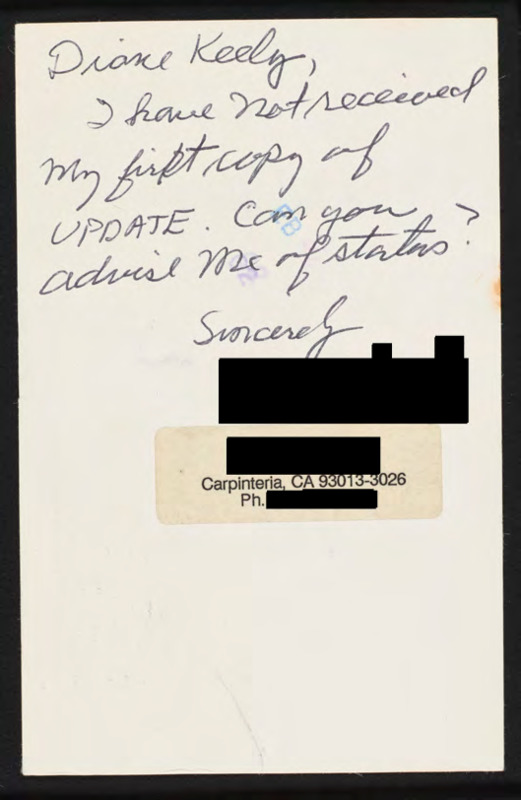 Diane Keely,
I have not received
my first copy of
UPDATE. Can you
advise me of status?
Sincerely
Carpinteria, CA 93013-3026
Ph.